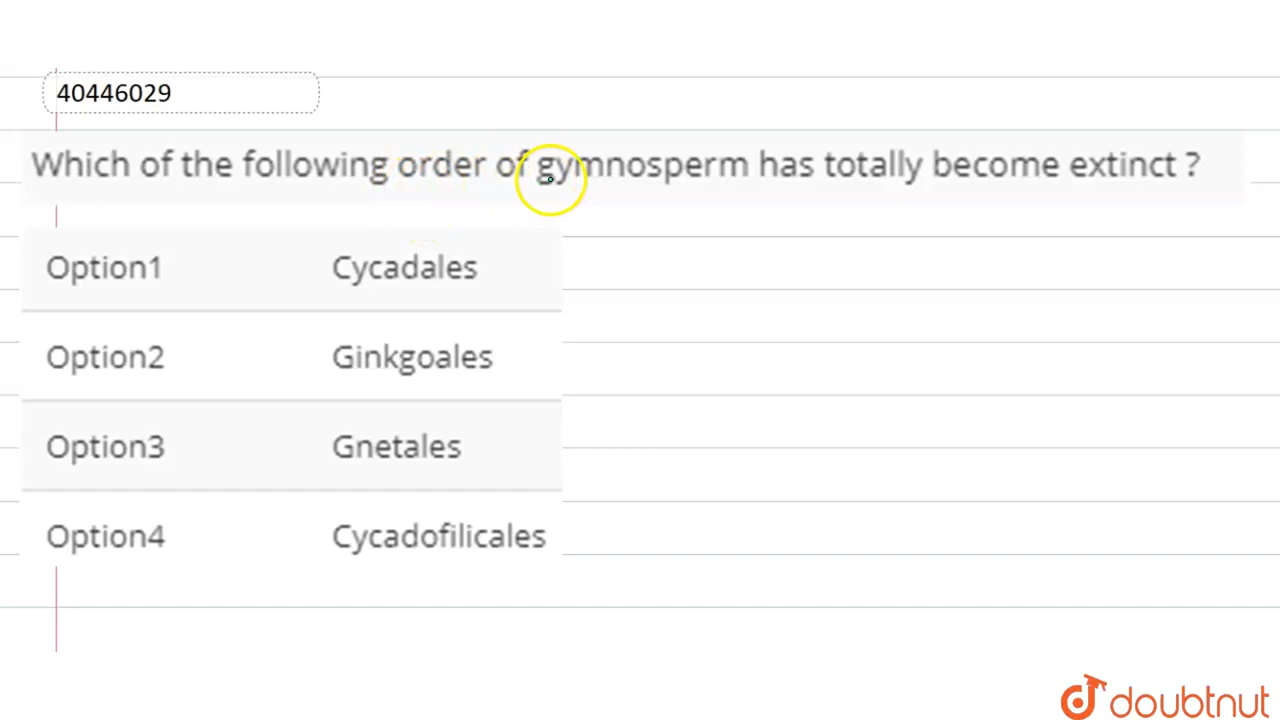 40446029
Which of the following order of gymnosperm has totally become extinct ?
Option1 Cycadales
Option2 Ginkgoales
Option3 Gnetales
Option4 Cycadofilicales
doubtnut